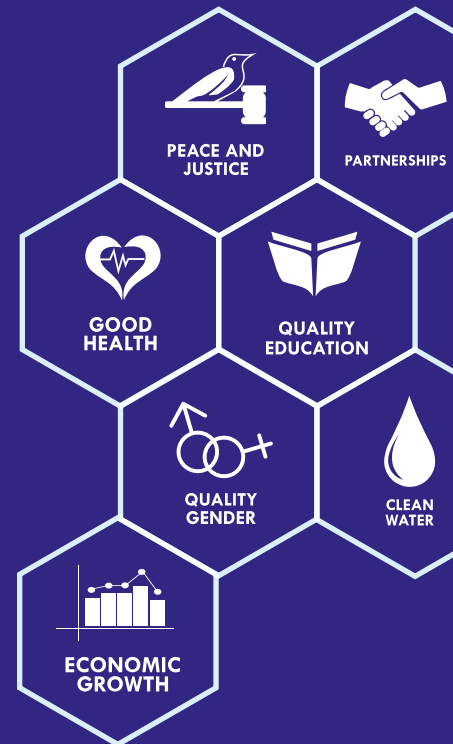 PEACE AND
JUSTICE
PARTNERSHIPS
GOOD
HEALTH
QUALITY
EDUCATION
QUALITY
GENDER
CLEAN
WATER
ECONOMIC
GROWTH